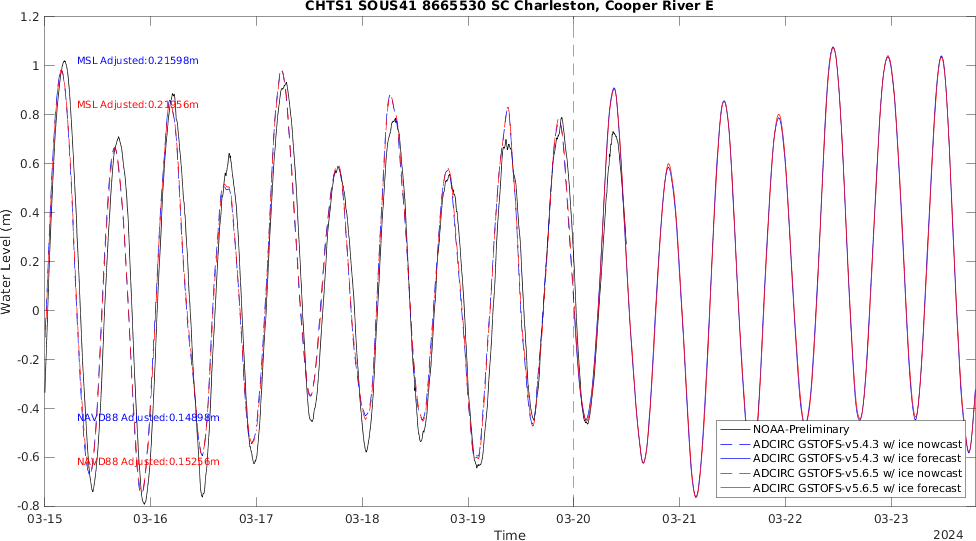 CHTS1 SOUS41 8665530 SC Charleston, Cooper River E
1.2
1
0.8
0.6
0.4
0.2
0
-0.2
-0.4
-0.6
-0.8
Water Level (m)
MSL Adjusted:0.21598m
MSL Adjusted:0.21956m
NAVD88 Adjusted:0.14898m
NAVD88 Adjusted:0.15256m
NOAA-Preliminary
ADCIRC GSTOFS-v5.4.3 w/ ice nowcast
ADCIRC GSTOFS-v5.4.3 w/ ice forecast
ADCIRC GSTOFS-v5.6.5 w/ ice nowcast
ADCIRC GSTOFS-v5.6.5 w/ ice forecast
03-15 03-16 03-17 03-18 03-19 03-20 03-21 03-22 03-23
Time
2024